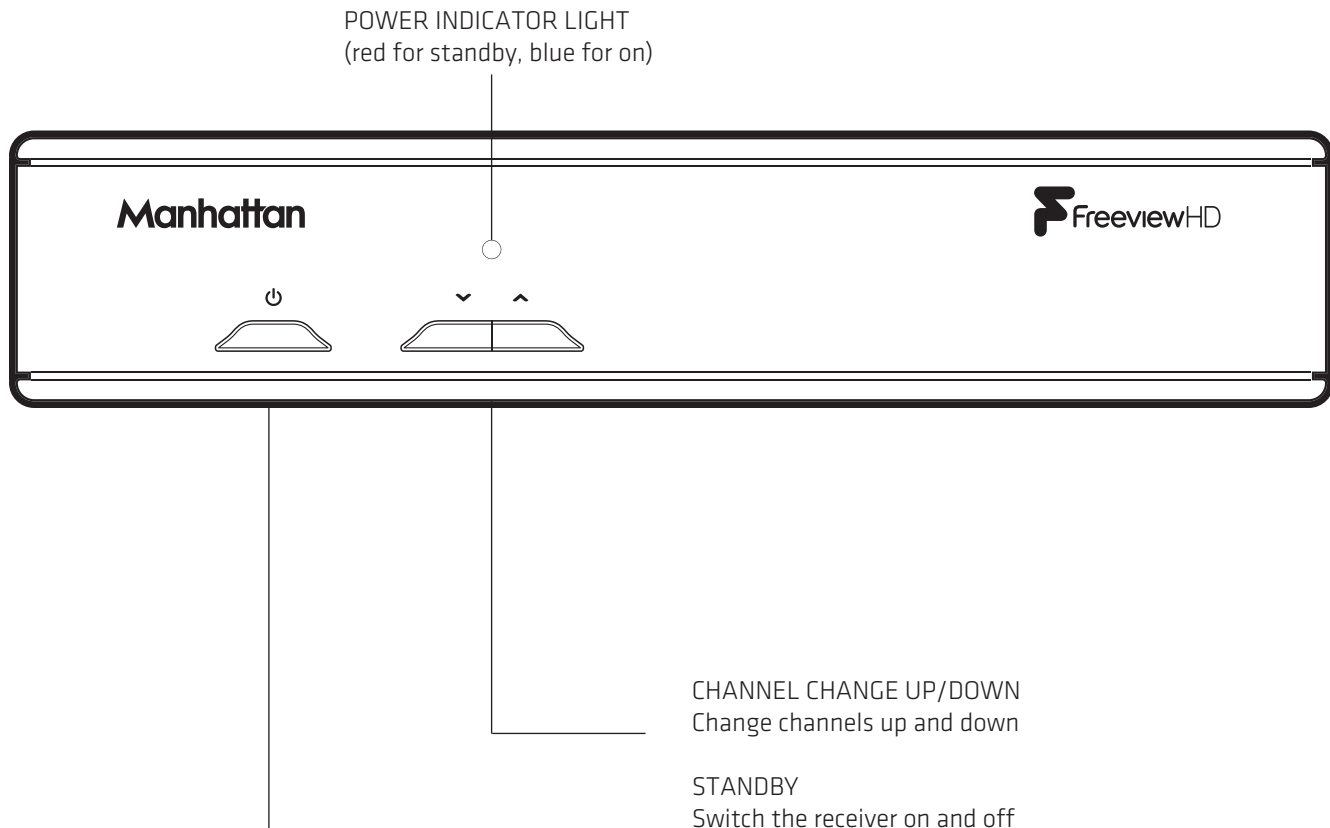 POWER INDICATOR LIGHT
(red for standby, blue for on)
Manhattan
FreeviewHD
CHANNEL CHANGE UP/DOWN
Change channels up and down
STANDBY
Switch the receiver on and off